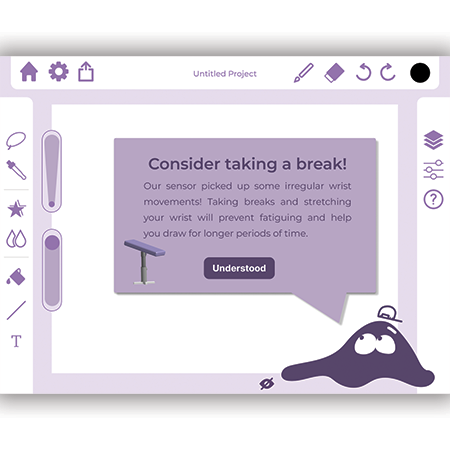 Untitled Project
Consider taking a break!
Our sensor picked up some irregular wrist
movements! Taking breaks and stretching
your wrist will prevent fatiguing and help
you draw for longer periods of time.
Understood
T